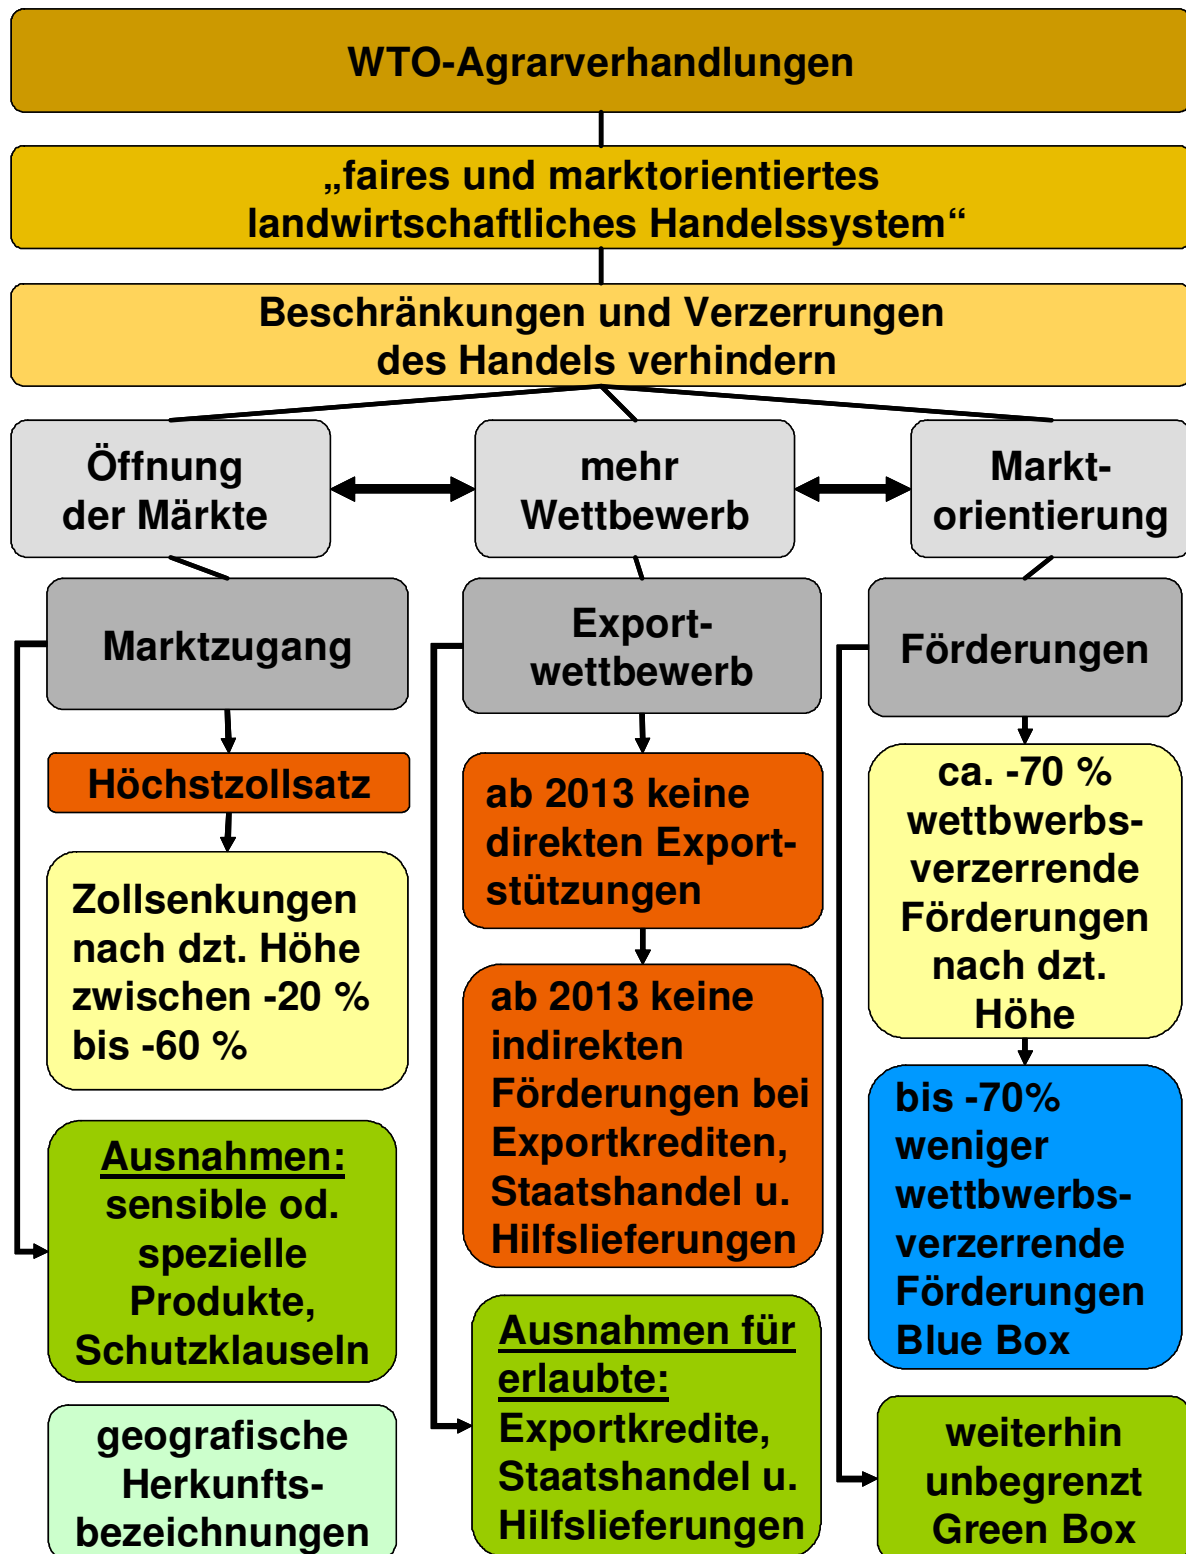 WTO-Agrarverhandlungen
„faires und marktorientiertes
landwirtschaftliches Handelssystem“
Beschränkungen und Verzerrungen
des Handels verhindern
Öffnung
der Märkte
mehr
Wettbewerb
Markt-
orientierung
Marktzugang
Export-
wettbewerb
Förderungen
Höchstzollsatz
Zollsenkungen
nach dzt. Höhe
zwischen -20 %
bis -60 %
Ausnahmen:
sensible od.
spezielle
Produkte,
Schutzklauseln
geografische
Herkunfts-
bezeichnungen
ab 2013 keine
direkten Export-
stützungen
ab 2013 keine
indirekten
Förderungen bei
Exportkrediten,
Staatshandel u.
Hilfslieferungen
Ausnahmen für
erlaubte:
Exportkredite,
Staatshandel u.
Hilfslieferungen
ca. -70 %
wettbwerbs-
verzerrende
Förderungen
nach dzt.
Höhe
bis -70%
weniger
wettbwerbs-
verzerrende
Förderungen
Blue Box
weiterhin
unbegrenzt
Green Box